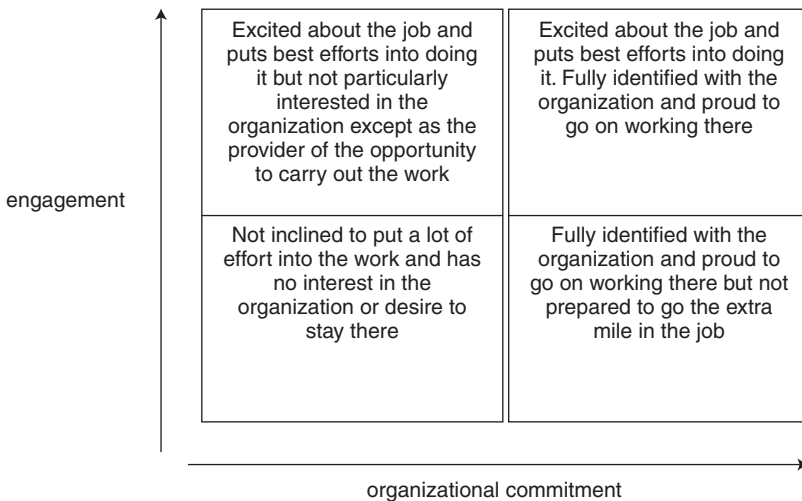 Excited about the job and
puts best efforts into doing
it but not particularly
interested in the
organization except as the
provider of the opportunity
to carry out the work
Excited about the job and
puts best efforts into doing
it. Fully identified with the
organization and proud to
go on working there
engagement
Not inclined to put a lot of
effort into the work and has
no interest in the
organization or desire to
stay there
Fully identified with the
organization and proud to
go on working there but not
prepared to go the extra
mile in the job
organizational commitment